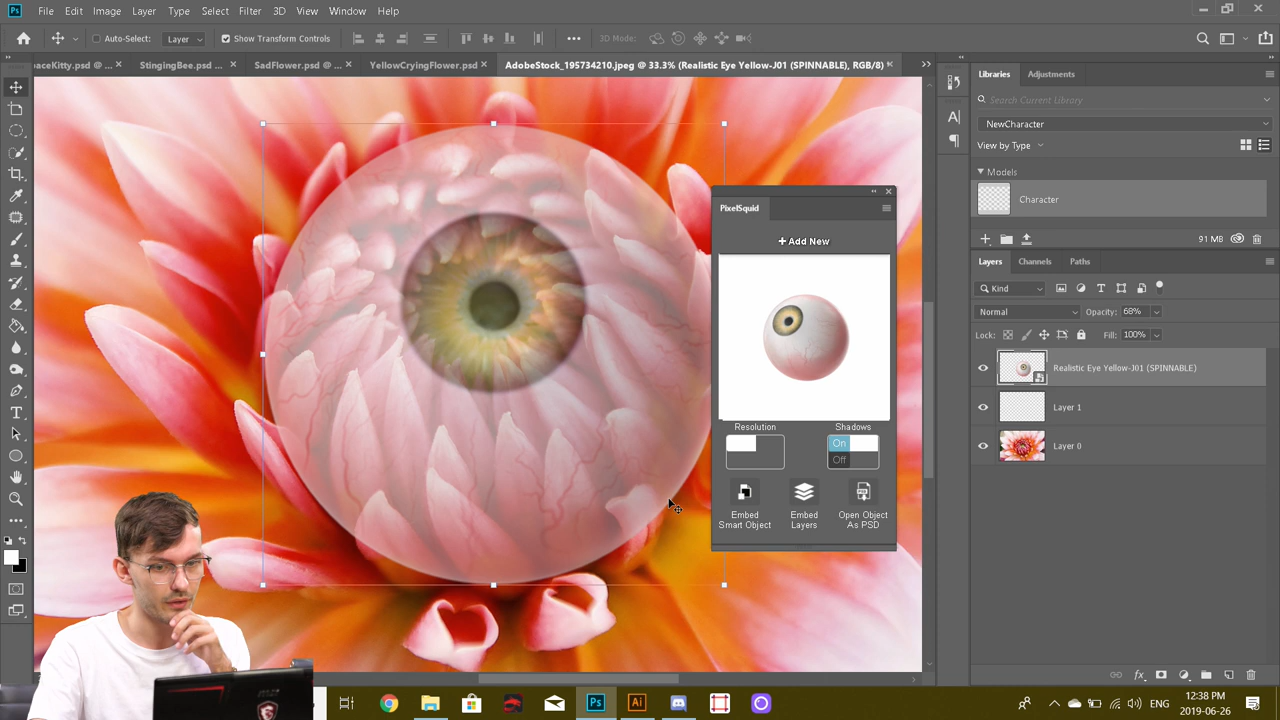 Ps File Edit Image Layer Type Select Filter 3D View Window Help
Auto-Select: Layer Show Transform Controls 3D Mode:
aceKitty.psd @ ... × StingingBee.psd ... × SadFlower.psd @ ... × YellowCryingFlower.psd × AdobeStock_195734210.jpeg @ 33.3% (Realistic Eye Yellow-J01 (SPINNABLE), RGB/8) *
Libraries Adjustments
Search Current Library
NewCharacter
View by Type
Models
Character
91 MB
PixelSquid
+ Add New
Resolution Shadows
On
Off
Embed Smart Object
Embed Layers
Open Object As PSD
Layers Channels Paths
Kind
Normal Opacity: 68%
Lock: Fill: 100%
Realistic Eye Yellow-J01 (SPINNABLE)
Layer 1
Layer 0
Ps Ai ENG 12:38 PM
2019-06-26